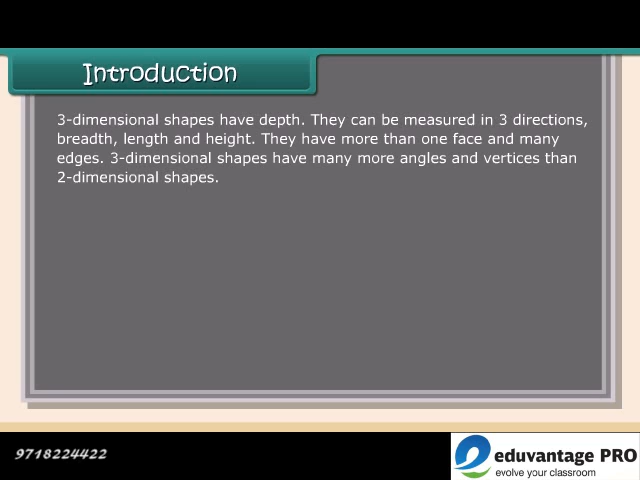 Introduction
3-dimensional shapes have depth. They can be measured in 3 directions,
breadth, length and height. They have more than one face and many
edges. 3-dimensional shapes have many more angles and vertices than
2-dimensional shapes.
9718224422
eduvantage PRO
evolve your classroom